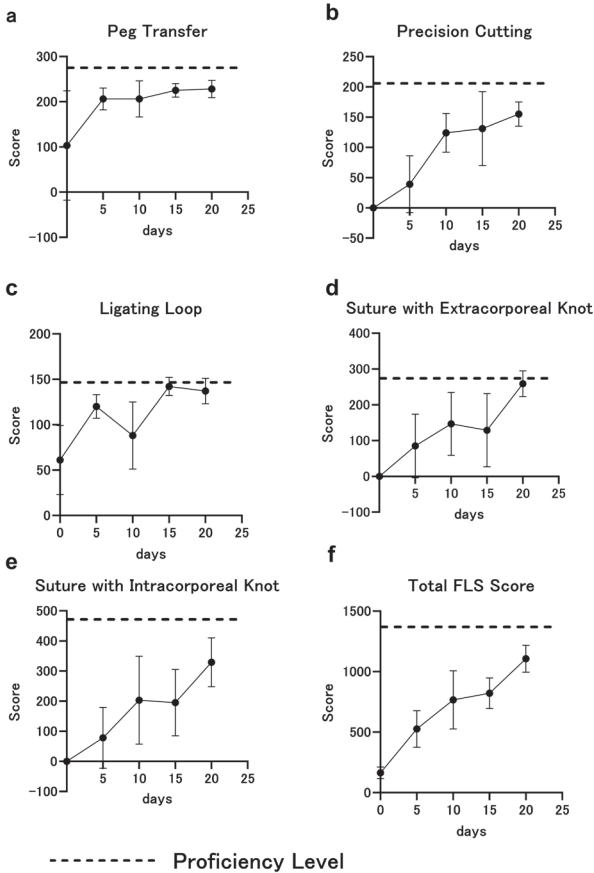 a
Peg Transfer
300
200
100
0
-100
5 10 15 20 25
Score
days
b
Precision Cutting
250
200
150
100
50
0
-50
5 10 15 20 25
Score
days
c
Ligating Loop
200
150
100
50
0
0 5 10 15 20 25
Score
days
d
Suture with Extracorporeal Knot
400
300
200
100
0
-100
5 10 15 20 25
Score
days
e
Suture with Intracorporeal Knot
500
400
300
200
100
0
-100
5 10 15 20 25
Score
days
f
Total FLS Score
1500
1000
500
0
0 5 10 15 20 25
Score
days
Proficiency Level